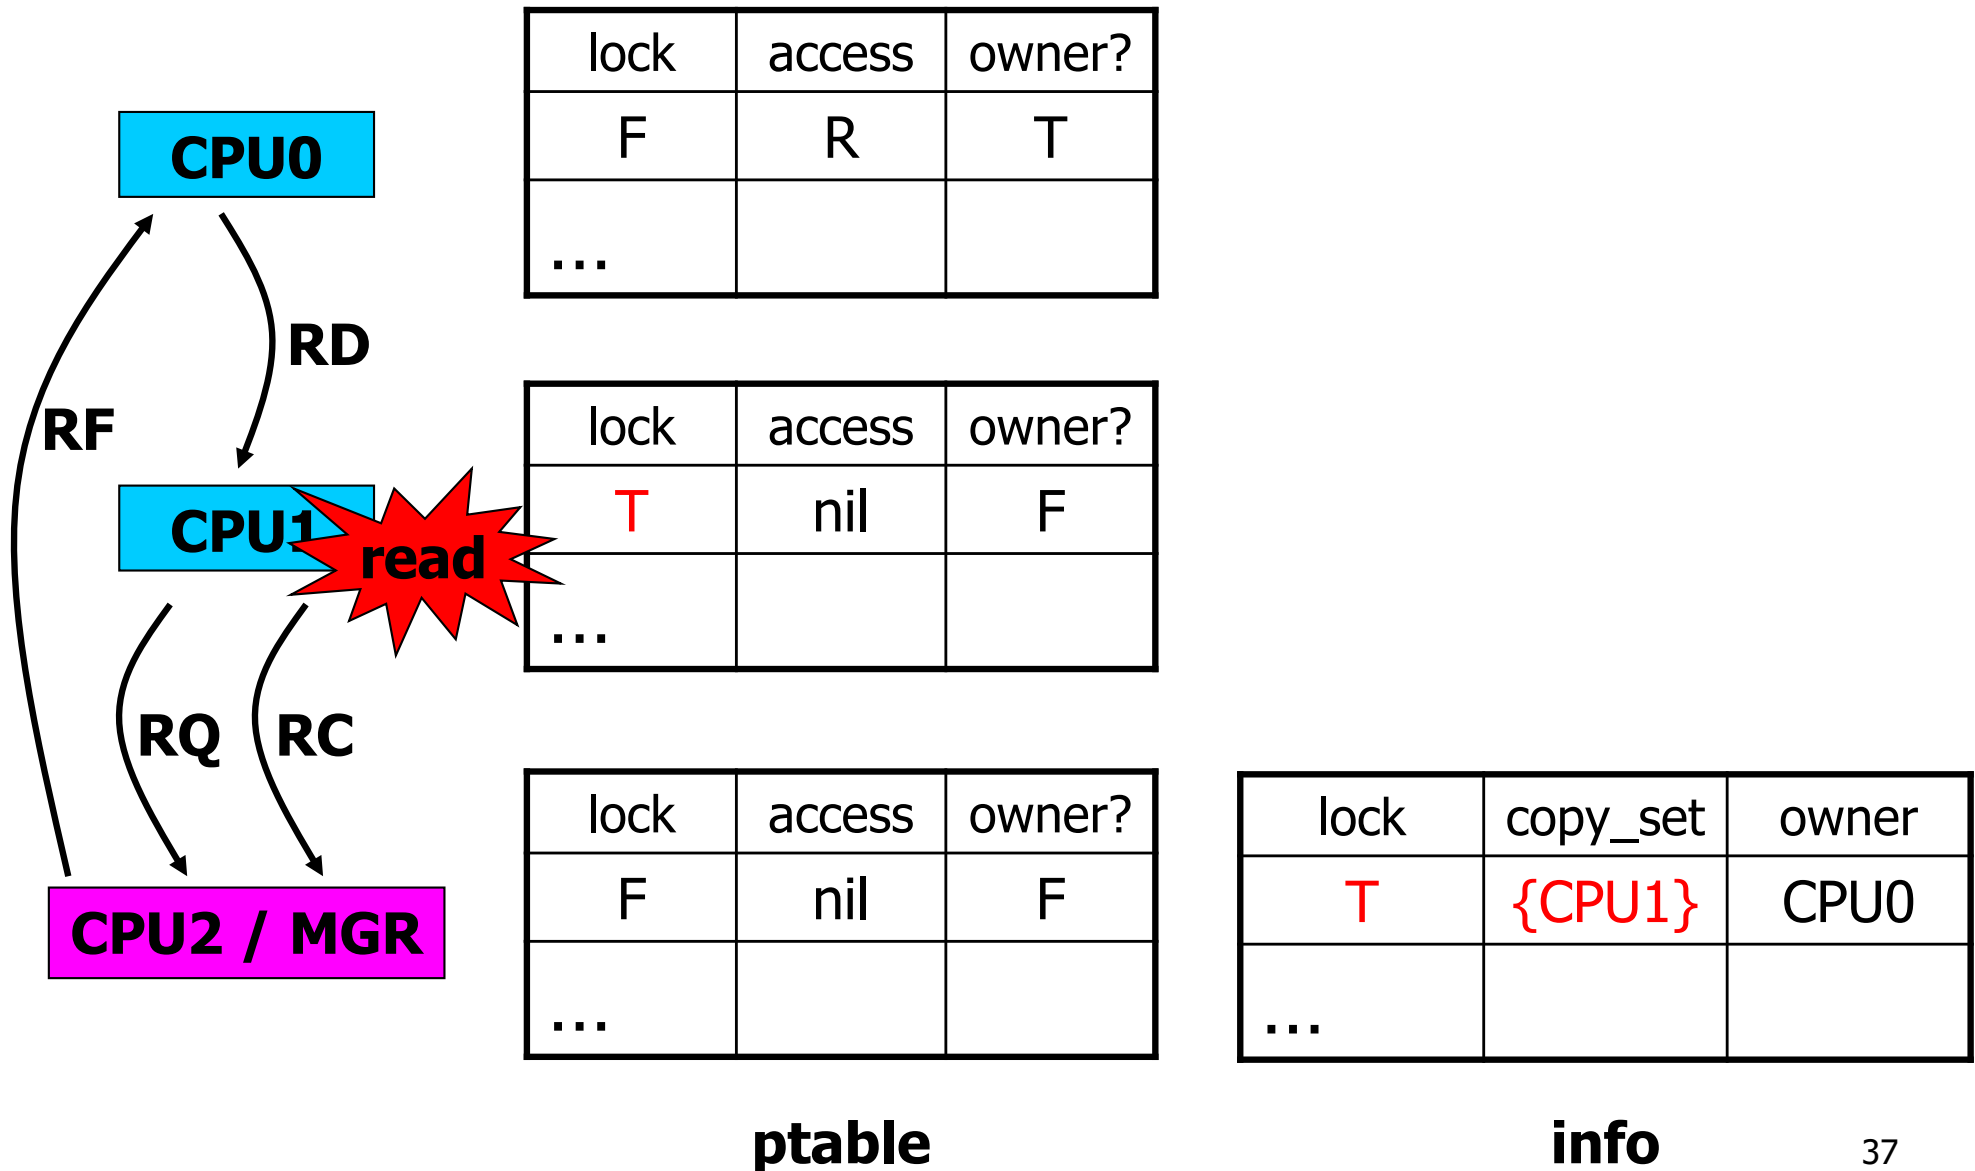 lock access owner?
F R T
...
CPU0
RD
RF
lock access owner?
T nil F
...
CPU1
read
RQ RC
lock access owner?
F nil F
...
CPU2 / MGR
lock copy_set owner
T {CPU1} CPU0
...
ptable
info
37